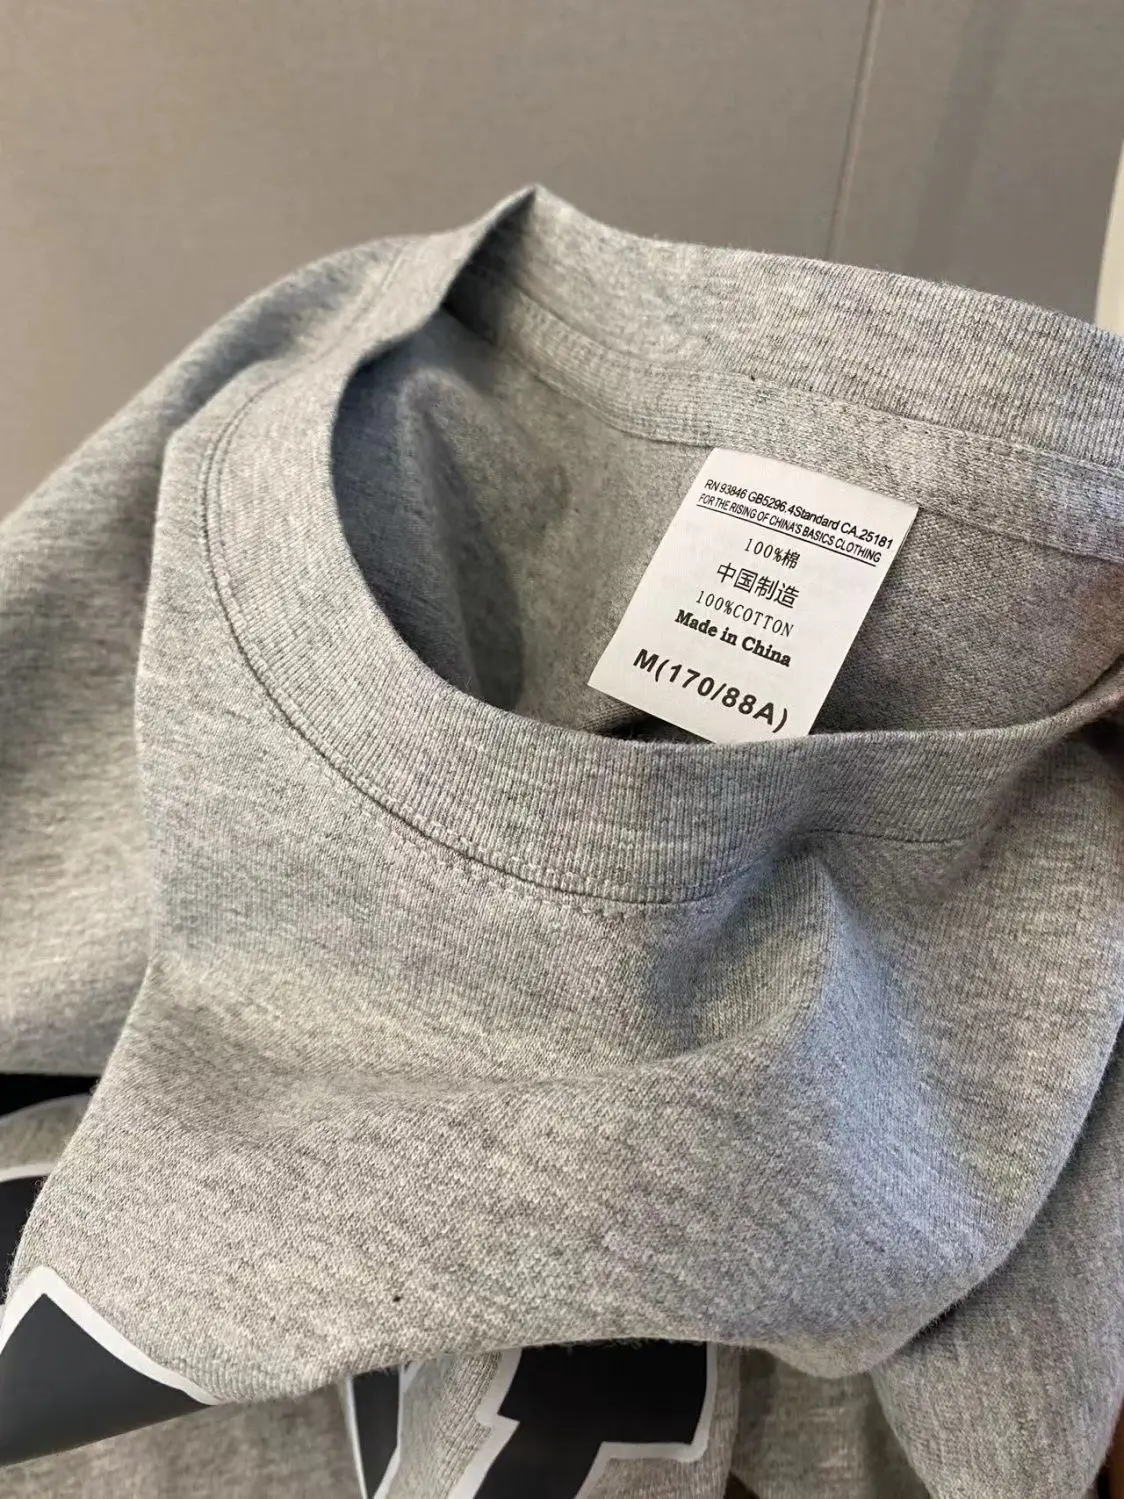 RN 93846 GB5296.4Standard CA.25181
FOR THE RISING OF CHINA'S BASICS CLOTHING
100%棉
中国制造
100%COTTON
Made in China
M(170/88A)